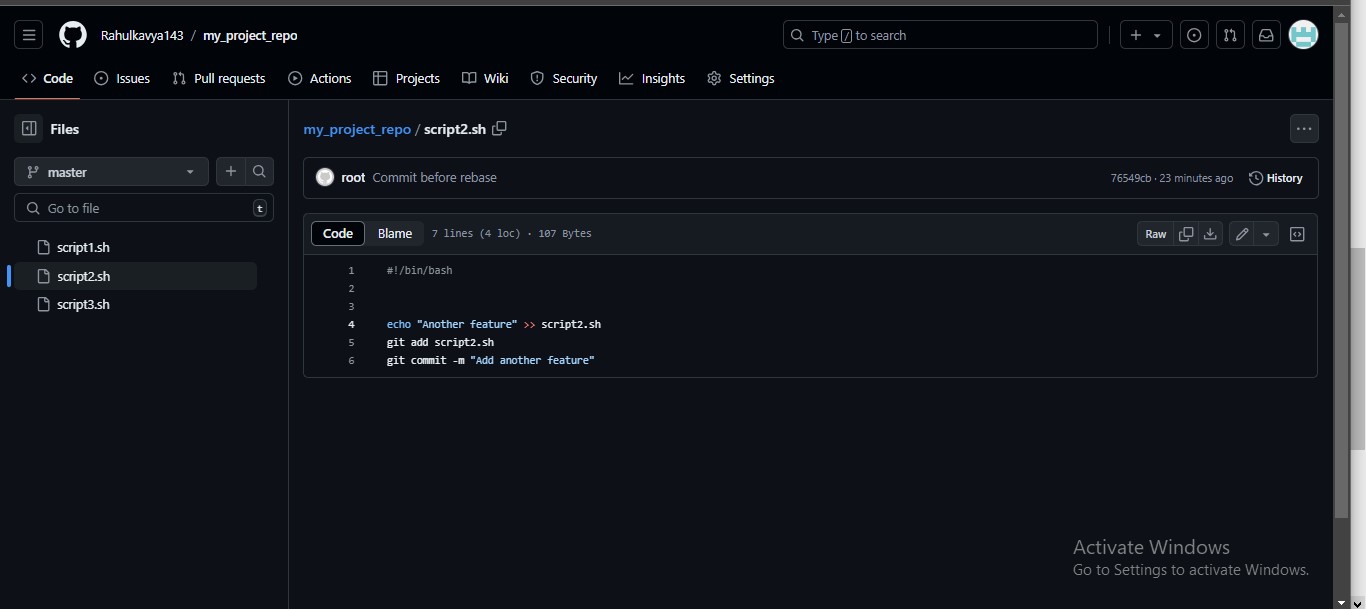 Rahulkavya143 / my_project_repo
Type / to search
Code Issues Pull requests Actions Projects Wiki Security Insights Settings
Files
master
Go to file t
script1.sh
script2.sh
script3.sh
my_project_repo / script2.sh
root Commit before rebase 76549cb · 23 minutes ago History
Code Blame 7 lines (4 loc) · 107 Bytes Raw
1 #!/bin/bash
2
3
4 echo "Another feature" >> script2.sh
5 git add script2.sh
6 git commit -m "Add another feature"
Activate Windows
Go to Settings to activate Windows.